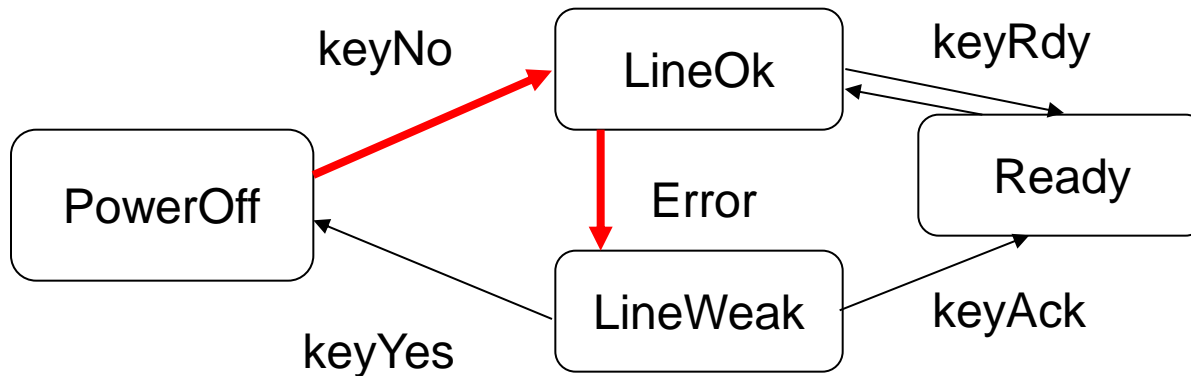 keyNo
LineOk
keyRdy
PowerOff
Error
Ready
LineWeak
keyAck
keyYes